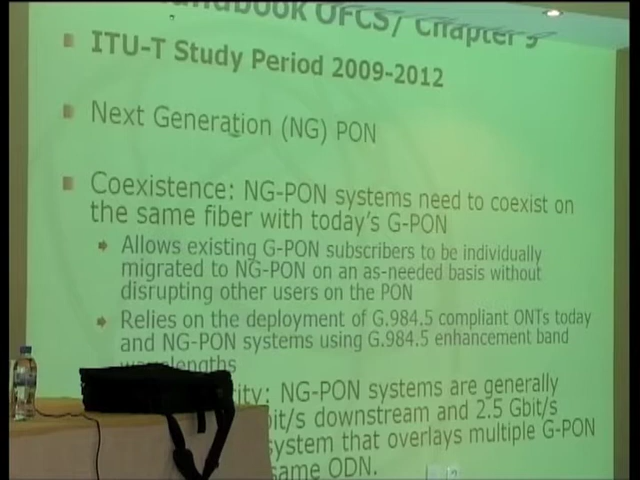 Handbook OFCS/ Chapter 9
ITU-T Study Period 2009-2012
Next Generation (NG) PON
Coexistence: NG-PON systems need to coexist on
the same fiber with today's G-PON
Allows existing G-PON subscribers to be individually
migrated to NG-PON on an as-needed basis without
disrupting other users on the PON
Relies on the deployment of G.984.5 compliant ONTs today
and NG-PON systems using G.984.5 enhancement band
wavelengths
ity: NG-PON systems are generally
bit/s downstream and 2.5 Gbit/s
system that overlays multiple G-PON
same ODN.